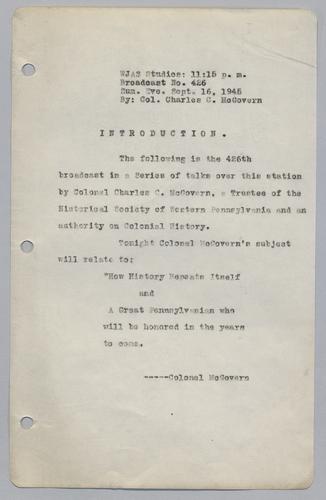 WJAS Studios: 11:15 p. m.
Broadcast No. 426
Sun. Eve. Sept. 16, 1945
By: Col. Charles C. McGovern
INTRODUCTION.
The following is the 426th
broadcast in a Series of talks over this station
by Colonel Charles C. McGovern, a Trustee of the
Historical Society of Western Pennsylvania and an
authority on Colonial History.
Tonight Colonel McGovern's subject
will relate to:
"How History Repeats Itself
and
A Great Pennsylvanian who
will be honored in the years
to come.
-----Colonel McGovern